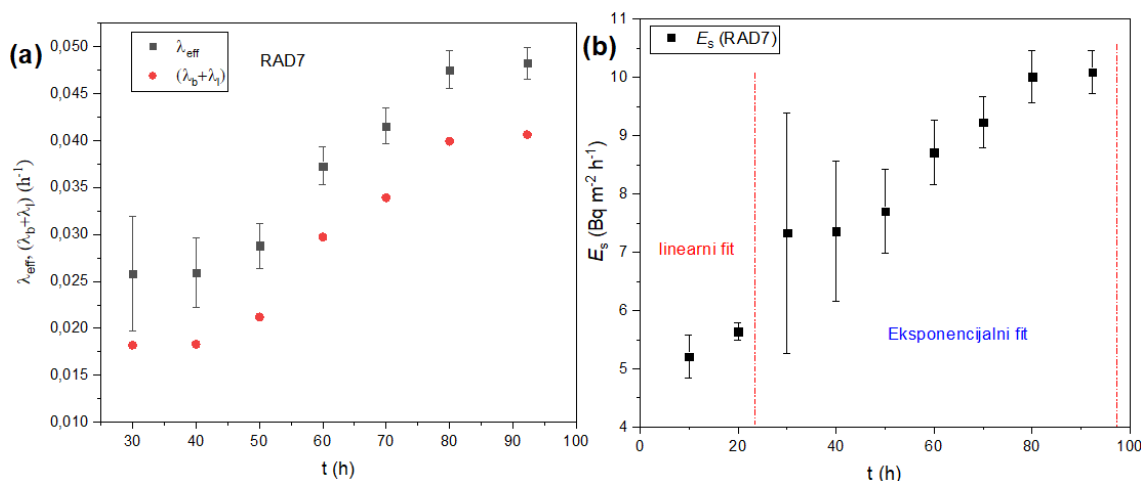 (a)
λeff
(λb+λl)
RAD7
λeff, (λb+λl) (h-1)
0,050
0,045
0,040
0,035
0,030
0,025
0,020
0,015
0,010
30 40 50 60 70 80 90 100
t (h)
(b)
Es (RAD7)
Es (Bq m-2 h-1)
11
10
9
8
7
6
5
4
linearni fit
Eksponencijalni fit
0 20 40 60 80 100
t (h)